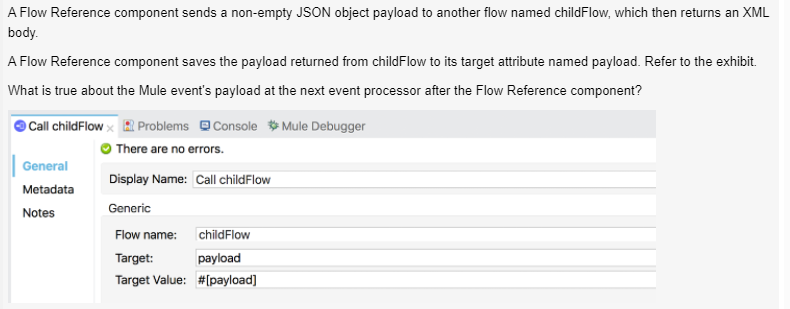 A Flow Reference component sends a non-empty JSON object payload to another flow named childFlow, which then returns an XML
body.
A Flow Reference component saves the payload returned from childFlow to its target attribute named payload. Refer to the exhibit.
What is true about the Mule event's payload at the next event processor after the Flow Reference component?
Call childFlow Problems Console Mule Debugger
There are no errors.
General
Display Name: Call childFlow
Metadata
Generic
Notes
Flow name: childFlow
Target: payload
Target Value: #[payload]